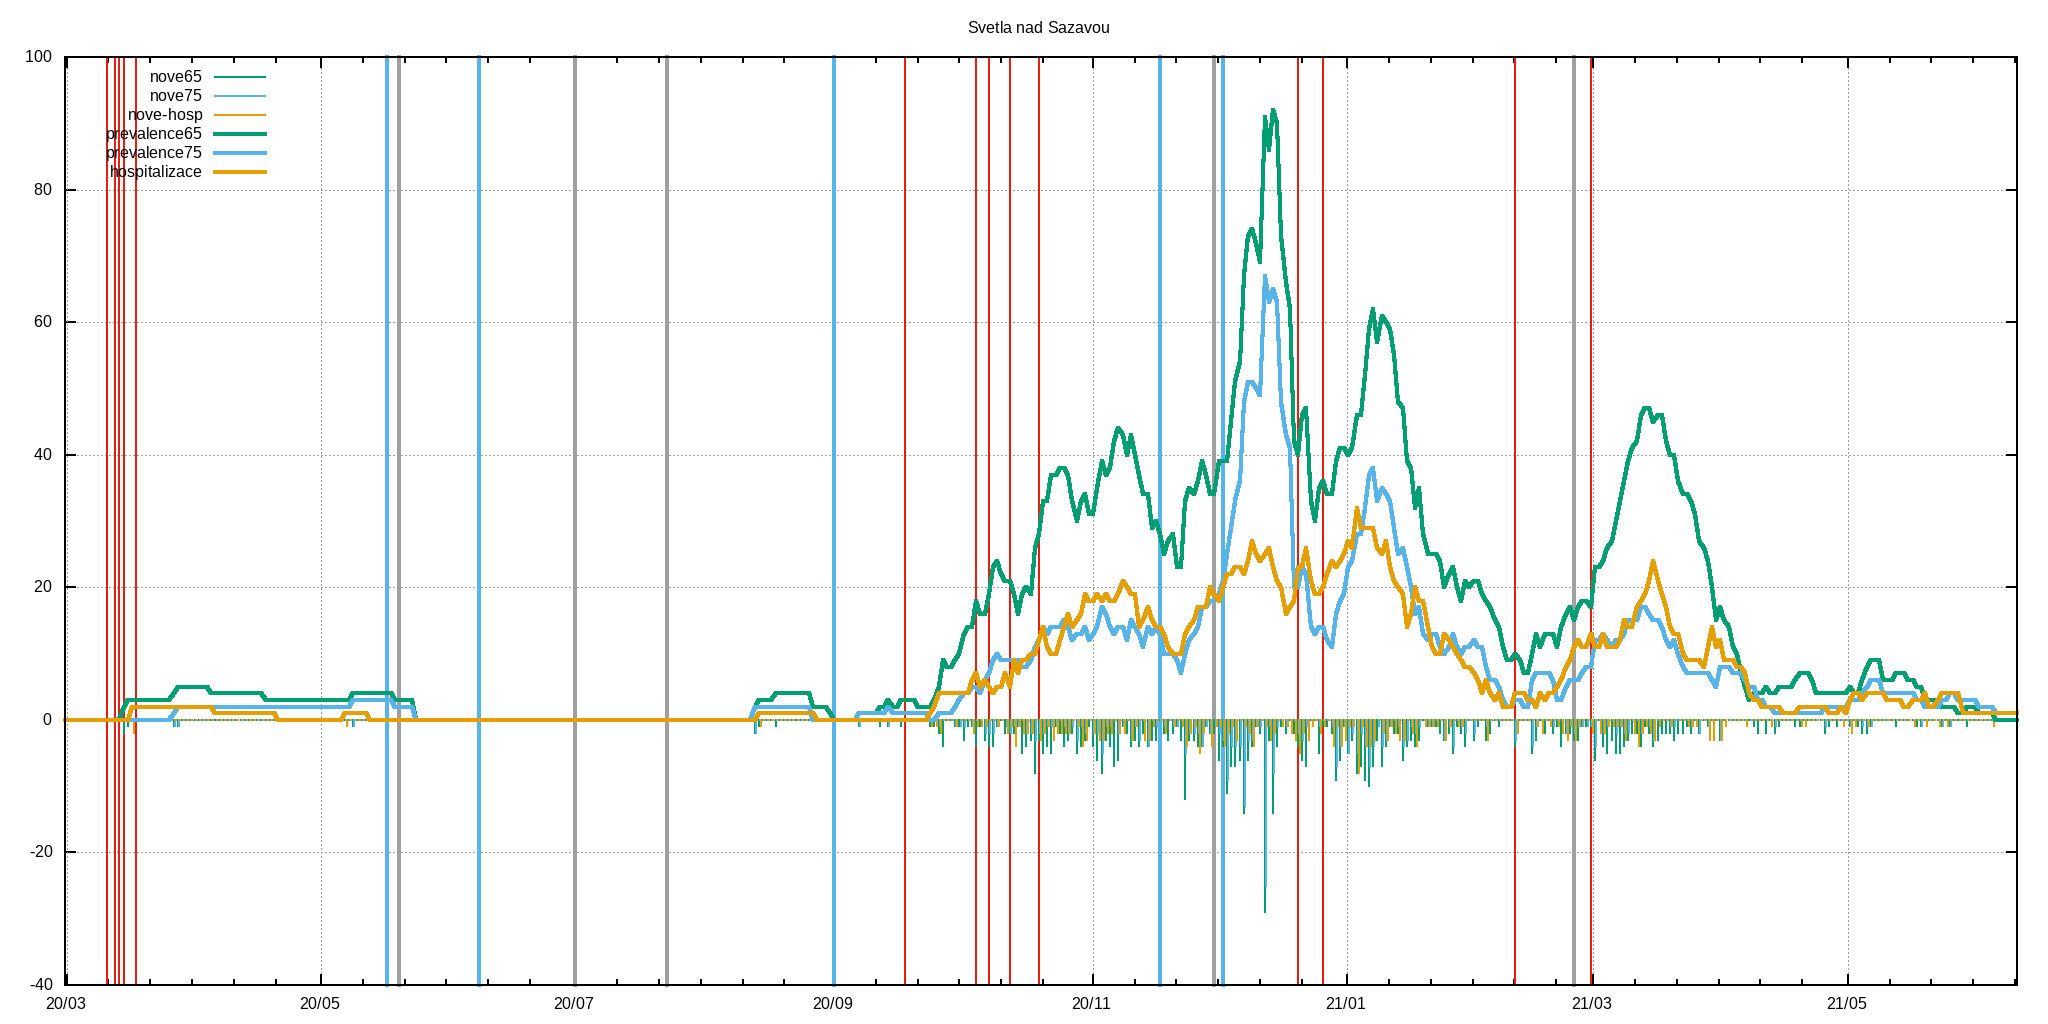 Svetla nad Sazavou
100
80
60
40
20
0
-20
-40
nove65
nove75
nove-hosp
prevalence65
prevalence75
hospitalizace
20/03 20/05 20/07 20/09 20/11 21/01 21/03 21/05